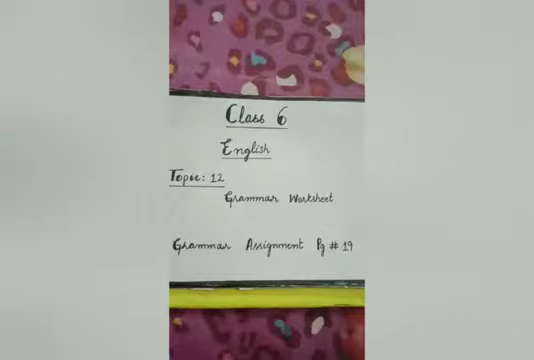 Class 6
English
Topic: 12
Grammar Worksheet
Grammar Assignment Pg # 19